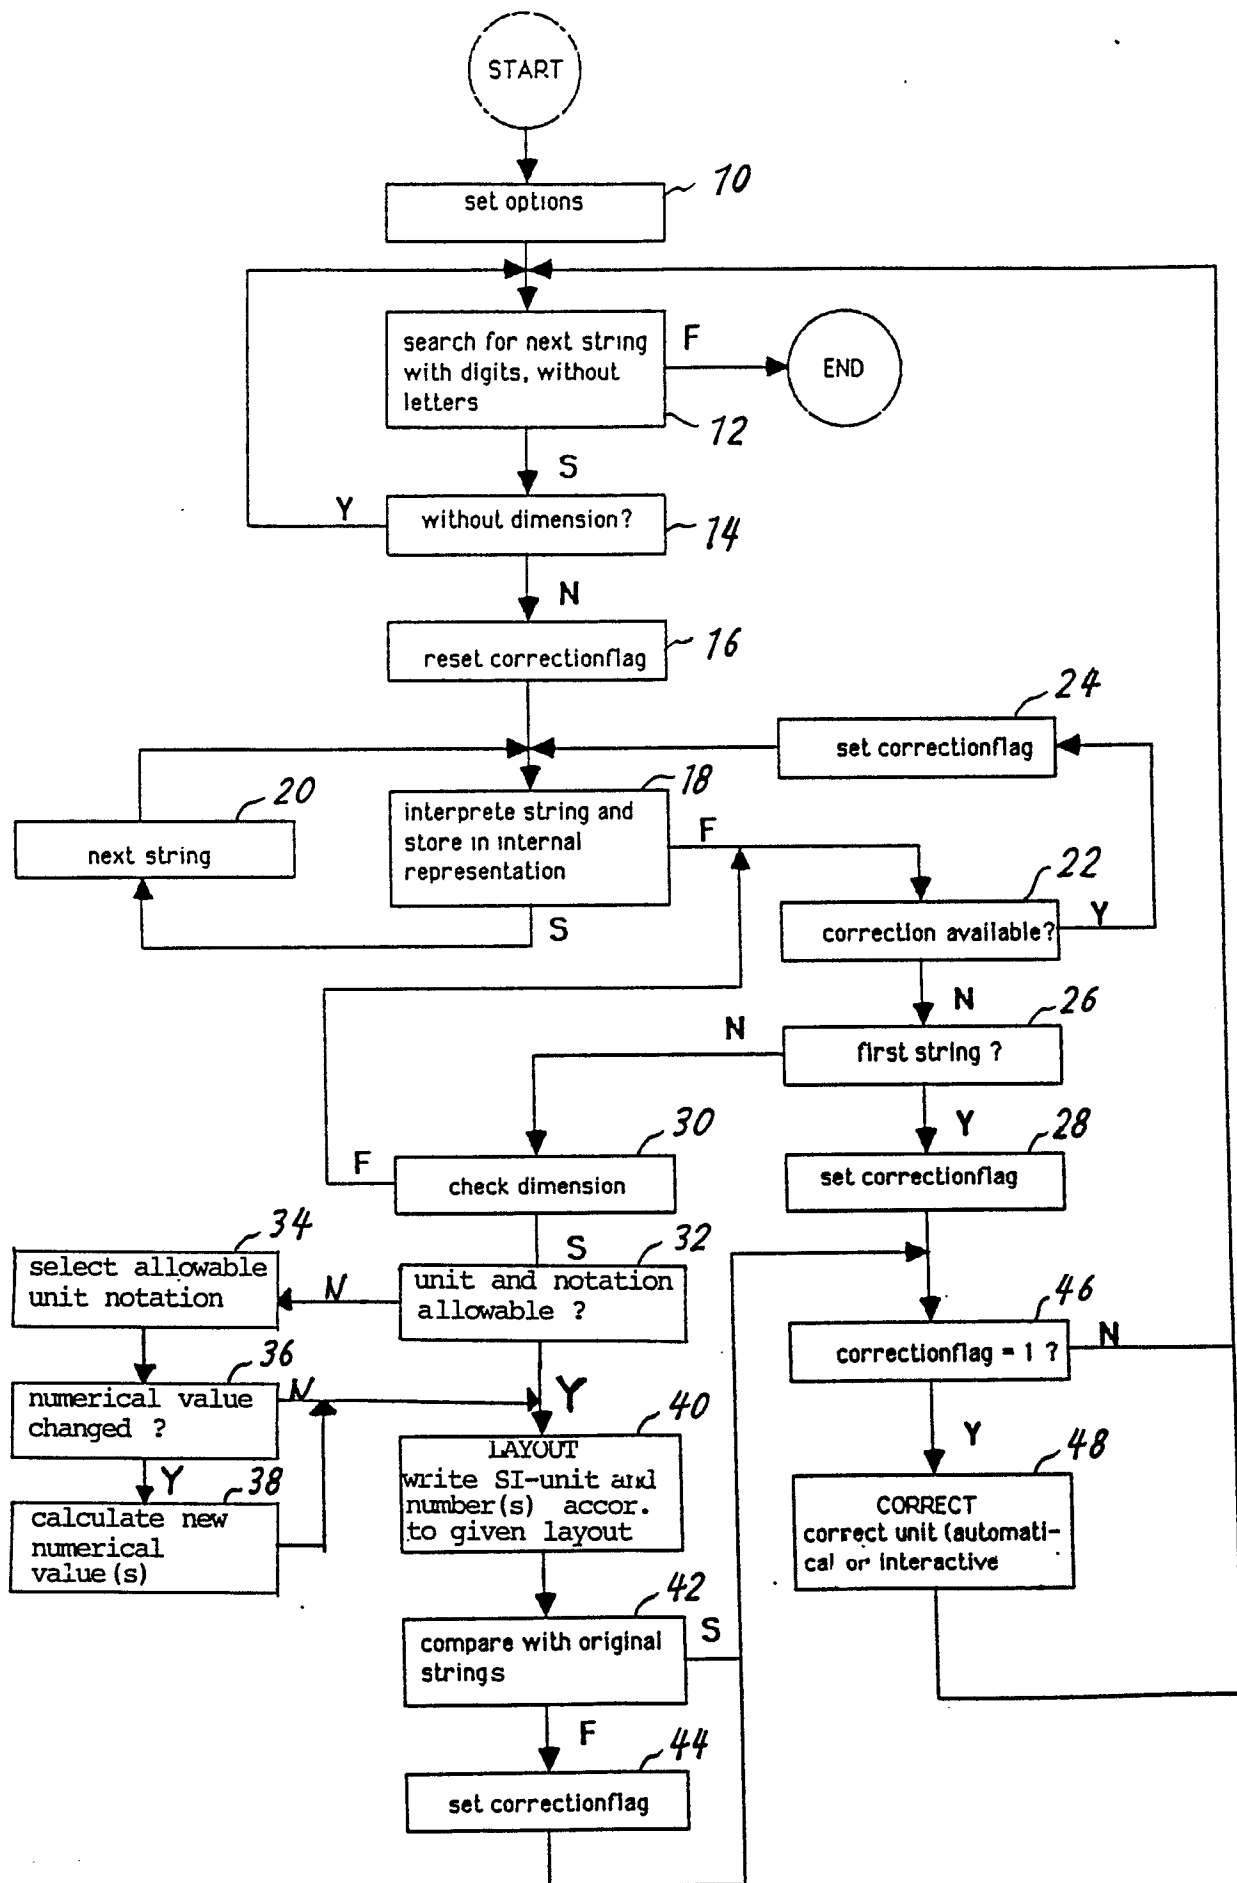 START
10
set options
search for next string
with digits, without
letters
F
END
12
S
Y
without dimension?
14
N
reset correctionflag
16
24
set correctionflag
20
next string
18
interprete string and
store in internal
representation
F
S
22
correction available?
Y
N
26
N
first string ?
30
Y
28
F
check dimension
set correctionflag
34
S
32
select allowable
unit notation
N
unit and notation
allowable ?
46
36
correctionflag = 1 ?
N
numerical value
changed ?
N
Y
40
Y
38
LAYOUT
write SI-unit and
number(s) accor.
to given layout
Y
48
calculate new
numerical
value(s)
CORRECT
correct unit (automati-
cal or interactive
42
compare with original
strings
S
F
44
set correctionflag